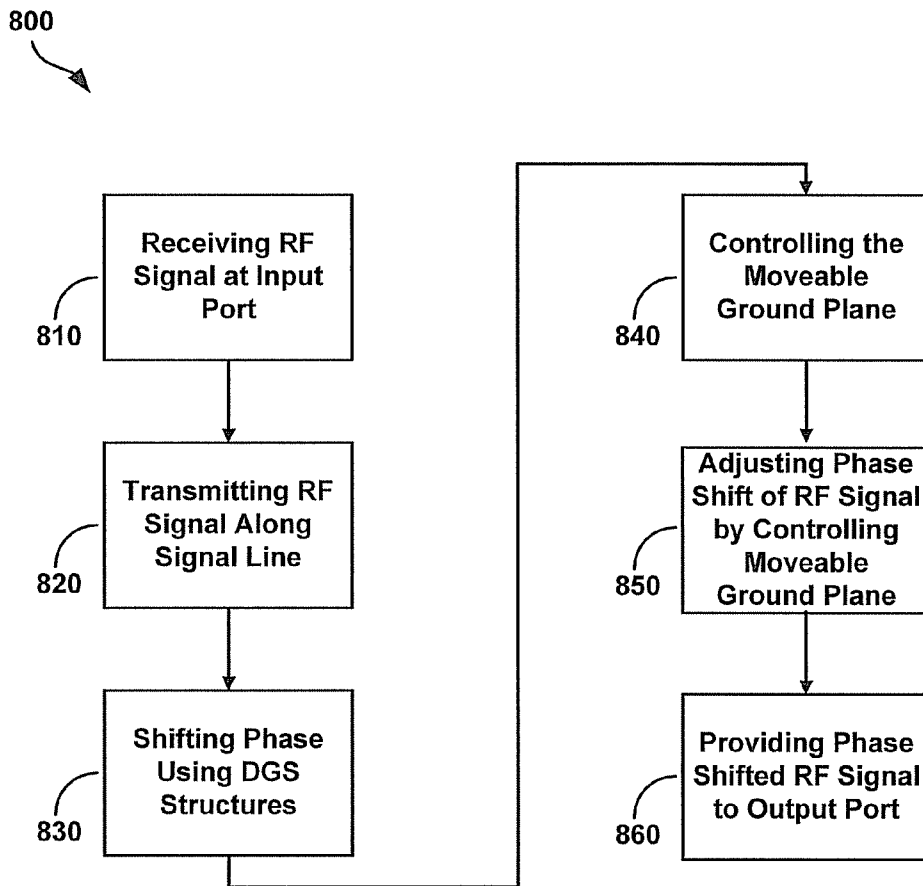 800
Receiving RF
Signal at Input
Port
810
Transmitting RF
Signal Along
Signal Line
820
Shifting Phase
Using DGS
Structures
830
Controlling the
Moveable
Ground Plane
840
Adjusting Phase
Shift of RF Signal
by Controlling
Moveable
Ground Plane
850
Providing Phase
Shifted RF Signal
to Output Port
860